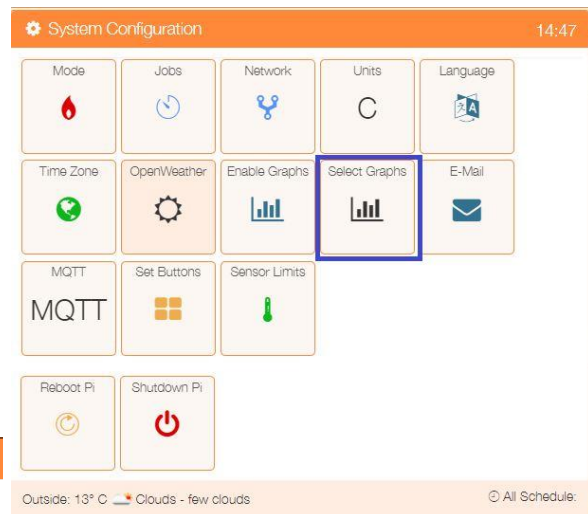 System Configuration 14:47
Mode Jobs Network Units Language
C
Time Zone OpenWeather Enable Graphs Select Graphs E-Mail
MQTT Set Buttons Sensor Limits
MQTT
Reboot Pi Shutdown Pi
Outside: 13° C Clouds - few clouds All Schedule: